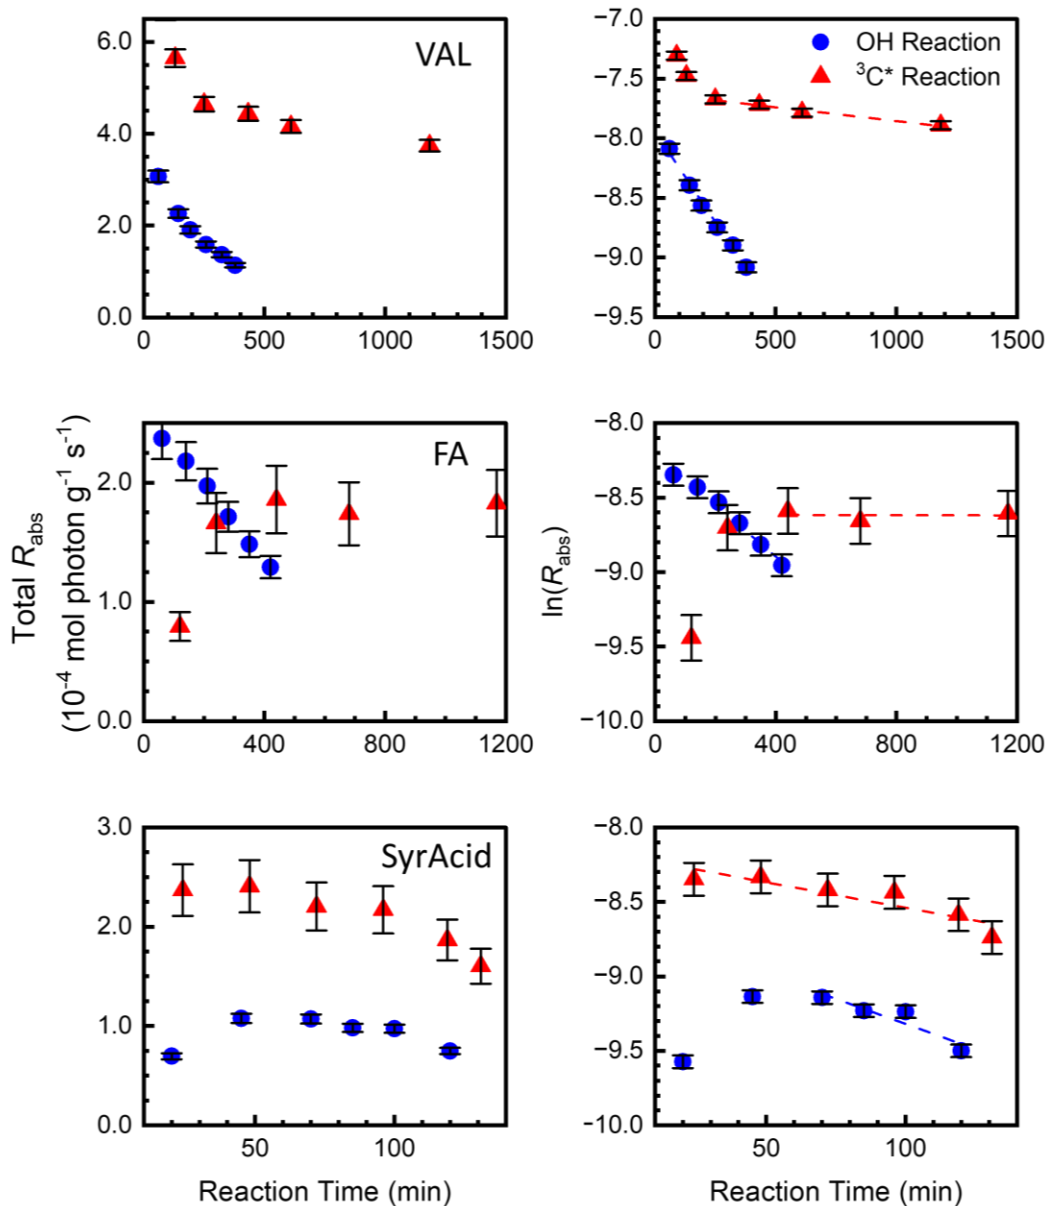 VAL
6.0
4.0
2.0
0.0
0 500 1000 1500
OH Reaction
³C* Reaction
−7.0
−7.5
−8.0
−8.5
−9.0
−9.5
0 500 1000 1500
Total R_abs
(10⁻⁴ mol photon g⁻¹ s⁻¹)
FA
2.0
1.0
0.0
0 400 800 1200
ln(R_abs)
−8.0
−8.5
−9.0
−9.5
−10.0
0 400 800 1200
SyrAcid
3.0
2.0
1.0
0.0
50 100
Reaction Time (min)
−8.0
−8.5
−9.0
−9.5
−10.0
50 100
Reaction Time (min)